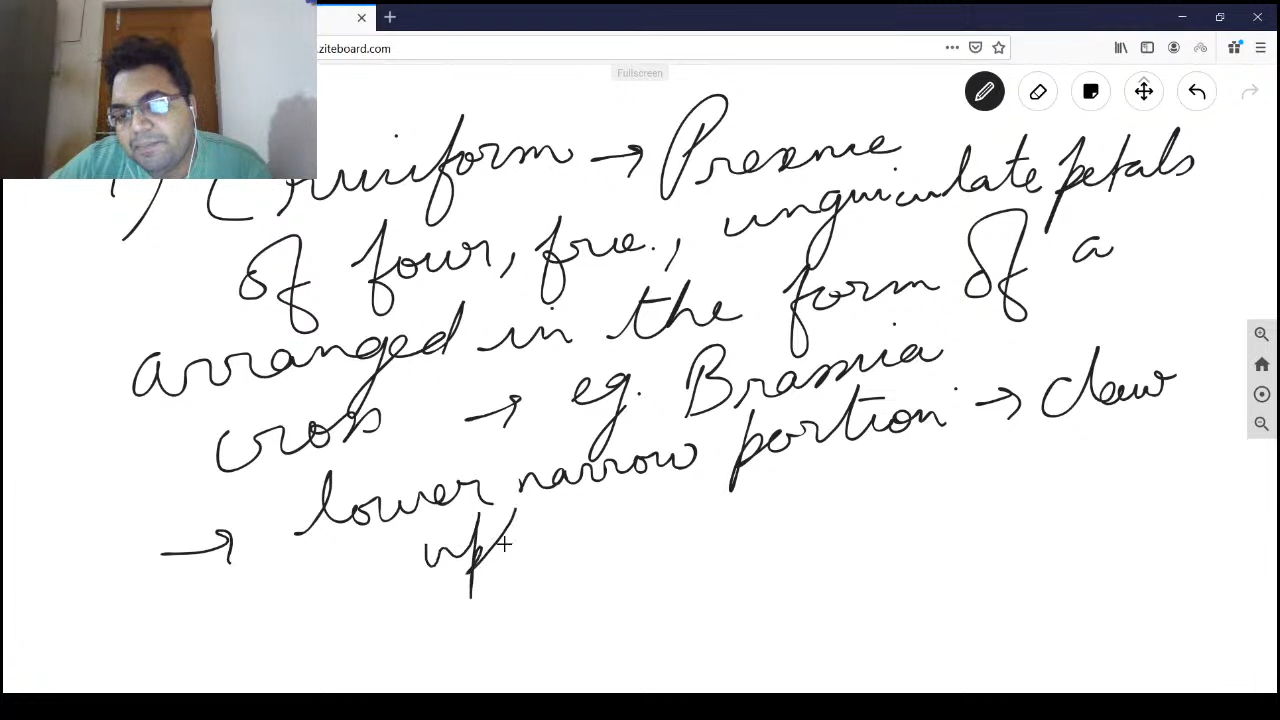 ziteboard.com
Fullscreen
1) Cruciform → Presence
of four, free, unguiculate petals
arranged in the form of a
cross → eg. Brassica
→ lower narrow portion → claw
up